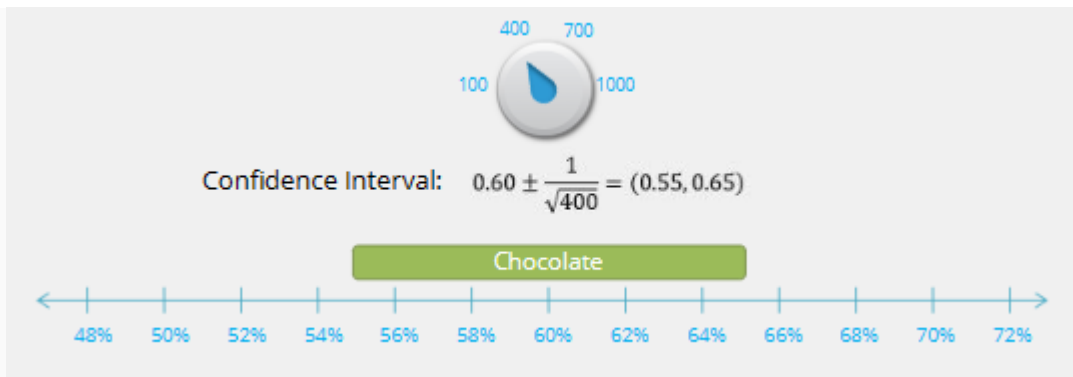 400 700
100 1000
Confidence Interval: 0.60 ± 1/√400 = (0.55, 0.65)
Chocolate
48% 50% 52% 54% 56% 58% 60% 62% 64% 66% 68% 70% 72%